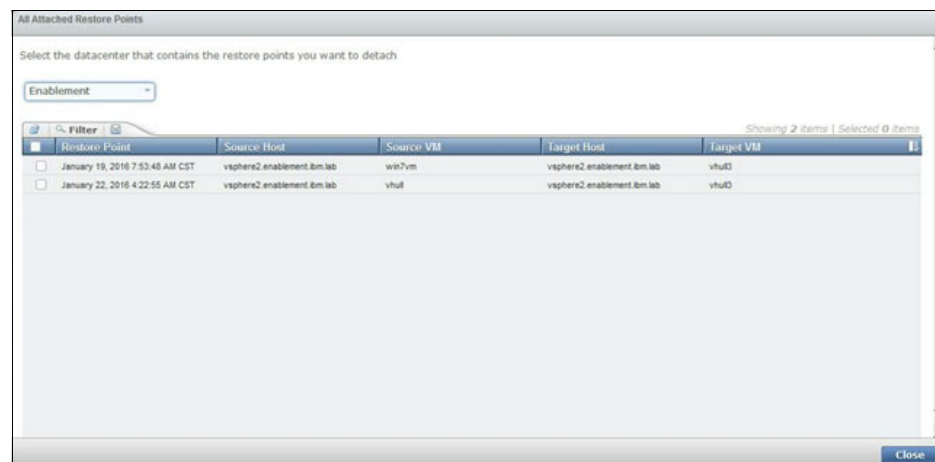 All Attached Restore Points
Select the datacenter that contains the restore points you want to detach
Enablement
Filter
Showing 2 items | Selected 0 items
Restore Point Source Host Source VM Target Host Target VM
January 19, 2016 7:53:48 AM CST vsphere2.enablement.ibm.lab win7vm vsphere2.enablement.ibm.lab vhull3
January 22, 2016 4:22:55 AM CST vsphere2.enablement.ibm.lab vhull vsphere2.enablement.ibm.lab vhull3
Close